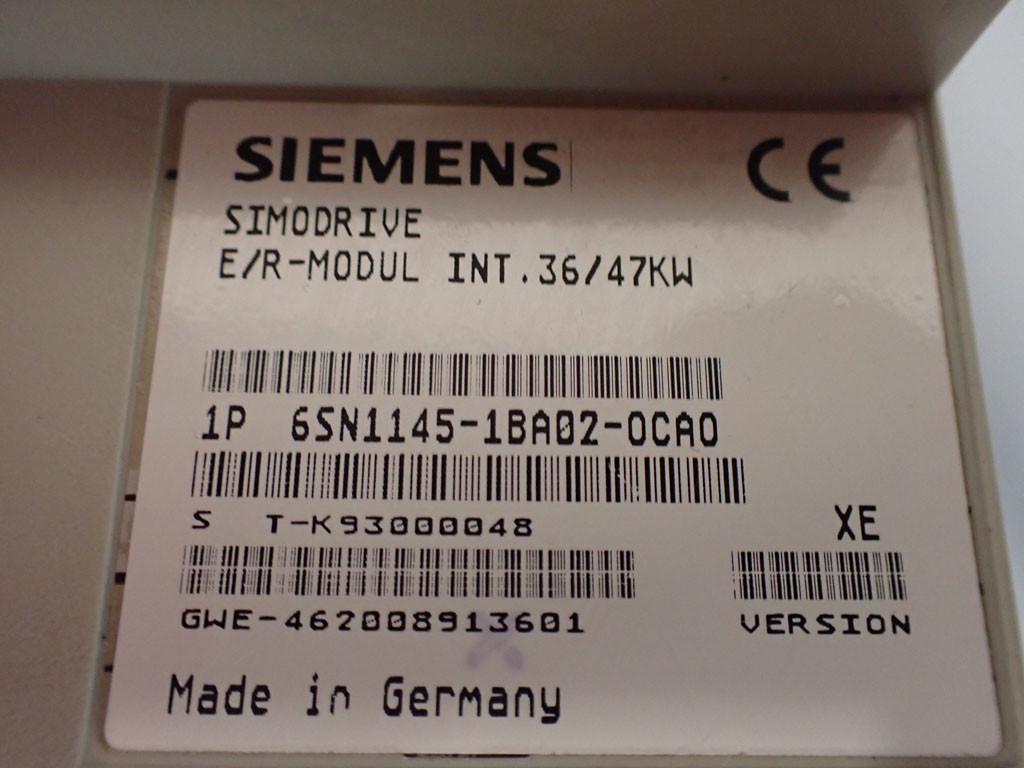 SIEMENS CE
SIMODRIVE
E/R-MODUL INT.36/47KW
1P 6SN1145-1BA02-0CA0
S T-K93000048 XE
GWE-462008913601 VERSION
Made in Germany